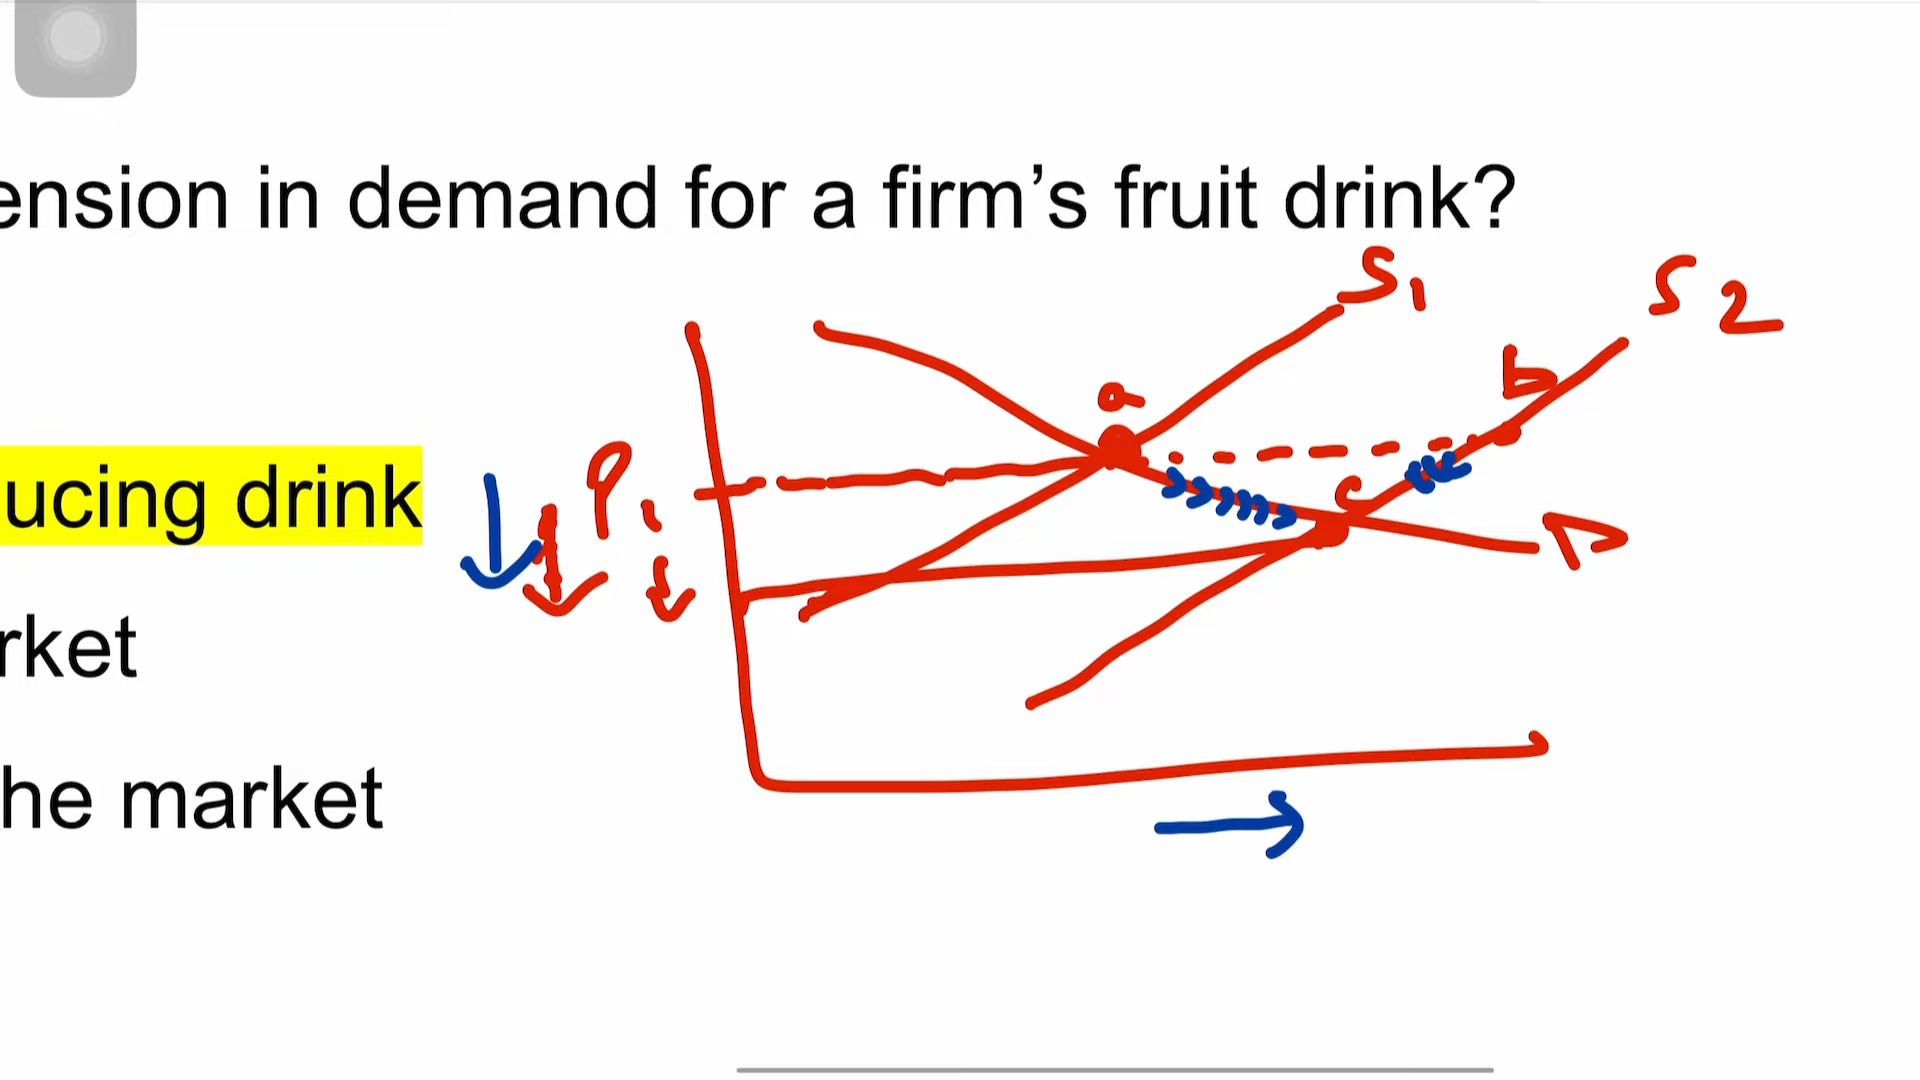 ension in demand for a firm’s fruit drink?
S1
S2
b
a
P1
ucing drink
c
D
rket
he market